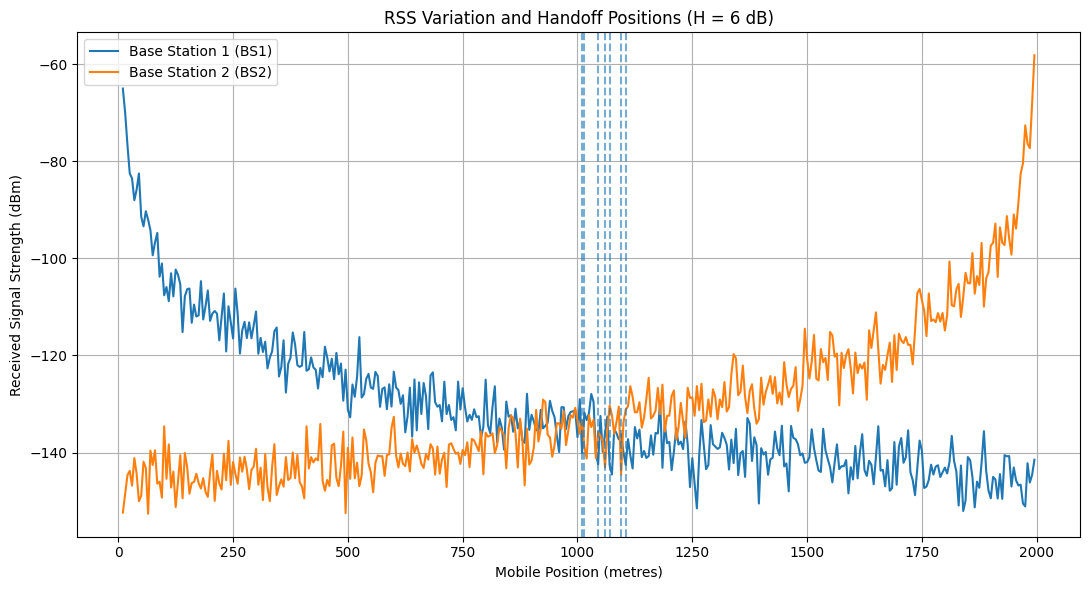 RSS Variation and Handoff Positions (H = 6 dB)
Base Station 1 (BS1)
Base Station 2 (BS2)
Received Signal Strength (dBm)
−60
−80
−100
−120
−140
0
250
500
750
1000
1250
1500
1750
2000
Mobile Position (metres)